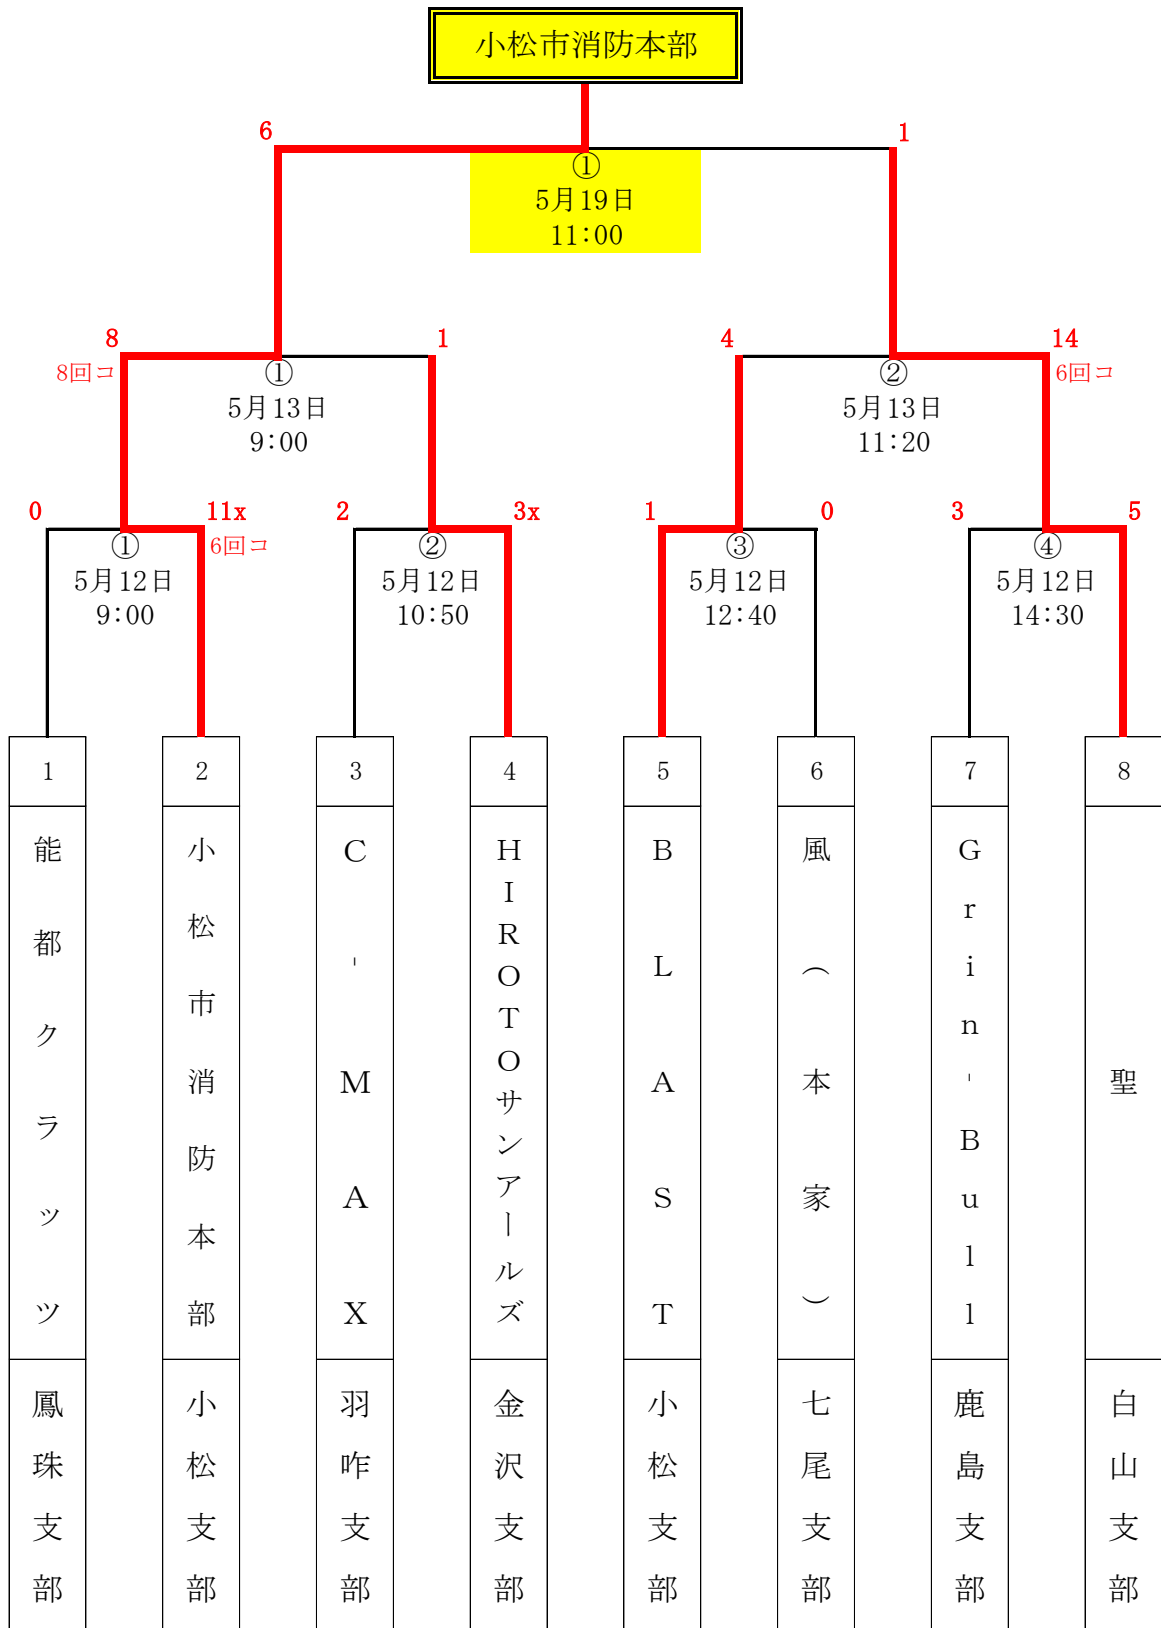 小松市消防本部
6
1
①
5月19日
11:00
8
1
4
14
8回コ
①
②
6回コ
5月13日
9:00
5月13日
11:20
0
11x
2
3x
1
0
3
5
①
6回コ
②
③
④
5月12日
9:00
5月12日
10:50
5月12日
12:40
5月12日
14:30
1
2
3
4
5
6
7
8
能都クラッツ
小松市消防本部
C-MAX
HIROTOサンアールズ
BLAST
風(本家)
Grin-Bull
聖
鳳珠支部
小松支部
羽咋支部
金沢支部
小松支部
七尾支部
鹿島支部
白山支部